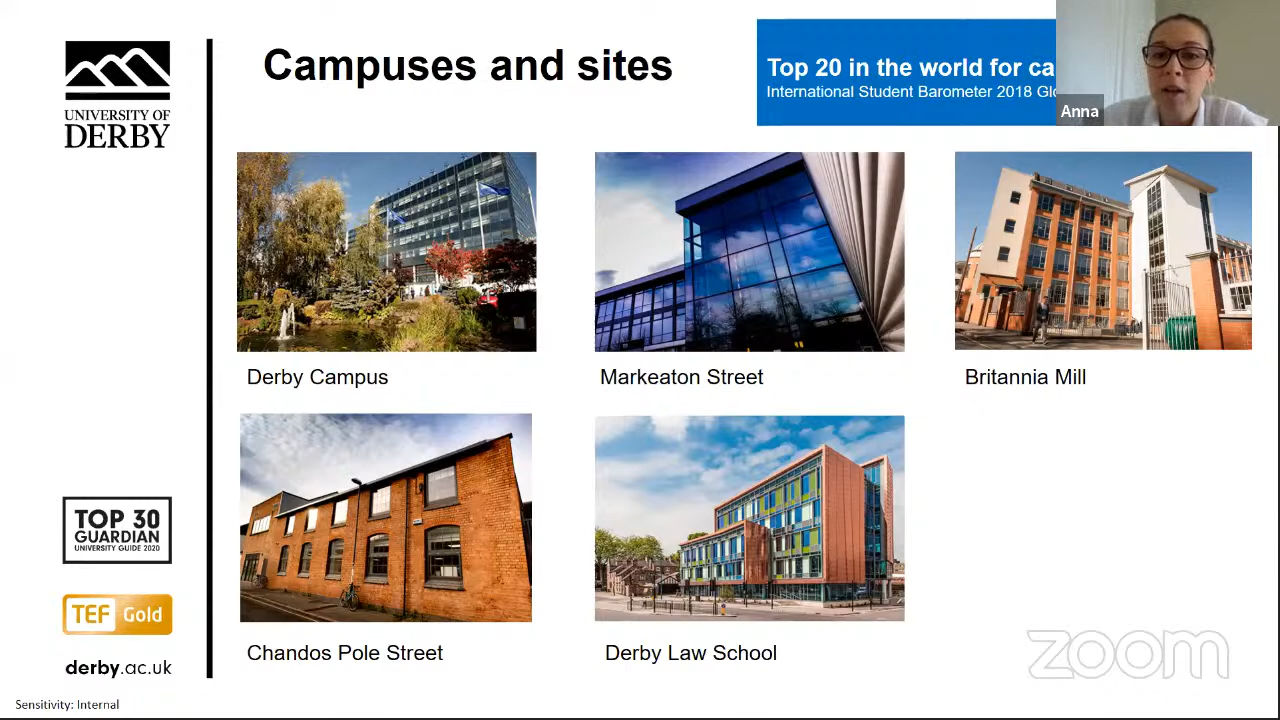 UNIVERSITY OF
DERBY
Campuses and sites
Top 20 in the world for ca
International Student Barometer 2018 Glo
Anna
Derby Campus
Markeaton Street
Britannia Mill
Chandos Pole Street
Derby Law School
TOP 30
GUARDIAN
UNIVERSITY GUIDE 2020
TEF Gold
derby.ac.uk
zoom
Sensitivity: Internal